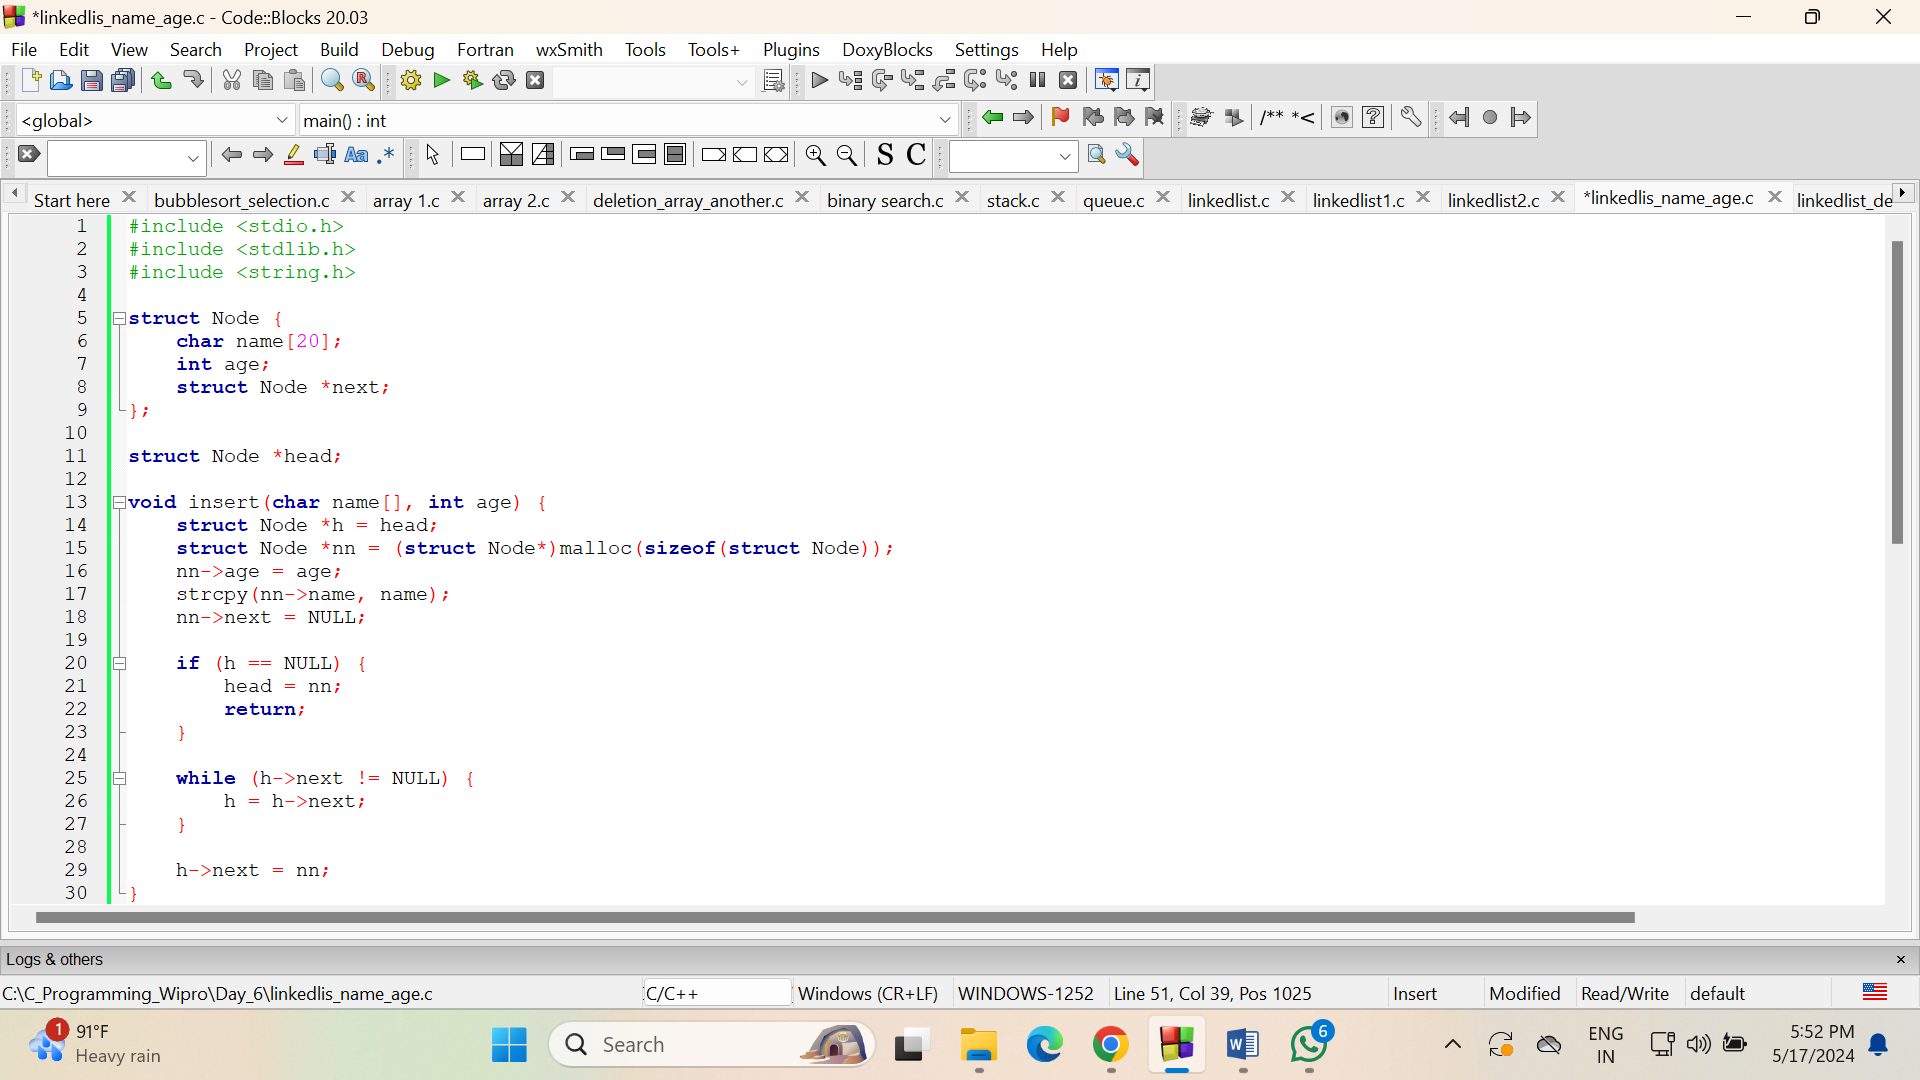 *linkedlis_name_age.c - Code::Blocks 20.03
File Edit View Search Project Build Debug Fortran wxSmith Tools Tools+ Plugins DoxyBlocks Settings Help
<global> main() : int /** *<
Aa .* S C
Start here bubblesort_selection.c array 1.c array 2.c deletion_array_another.c binary search.c stack.c queue.c linkedlist.c linkedlist1.c linkedlist2.c *linkedlis_name_age.c linkedlist_de
1 #include <stdio.h>
2 #include <stdlib.h>
3 #include <string.h>
4
5 struct Node {
6 char name[20];
7 int age;
8 struct Node *next;
9 };
10
11 struct Node *head;
12
13 void insert(char name[], int age) {
14 struct Node *h = head;
15 struct Node *nn = (struct Node*)malloc(sizeof(struct Node));
16 nn->age = age;
17 strcpy(nn->name, name);
18 nn->next = NULL;
19
20 if (h == NULL) {
21 head = nn;
22 return;
23 }
24
25 while (h->next != NULL) {
26 h = h->next;
27 }
28
29 h->next = nn;
30 }
Logs & others
C:\C_Programming_Wipro\Day_6\linkedlis_name_age.c C/C++ Windows (CR+LF) WINDOWS-1252 Line 51, Col 39, Pos 1025 Insert Modified Read/Write default
1 91°F
Heavy rain
Search
6
ENG
IN
5:52 PM
5/17/2024